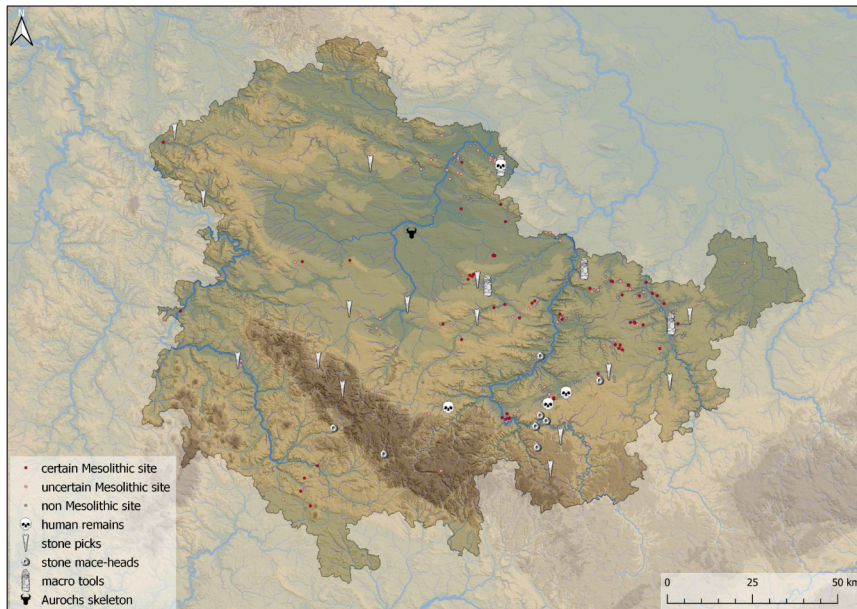 N
certain Mesolithic site
uncertain Mesolithic site
non Mesolithic site
human remains
stone picks
stone mace-heads
macro tools
Aurochs skeleton
0 25 50 km